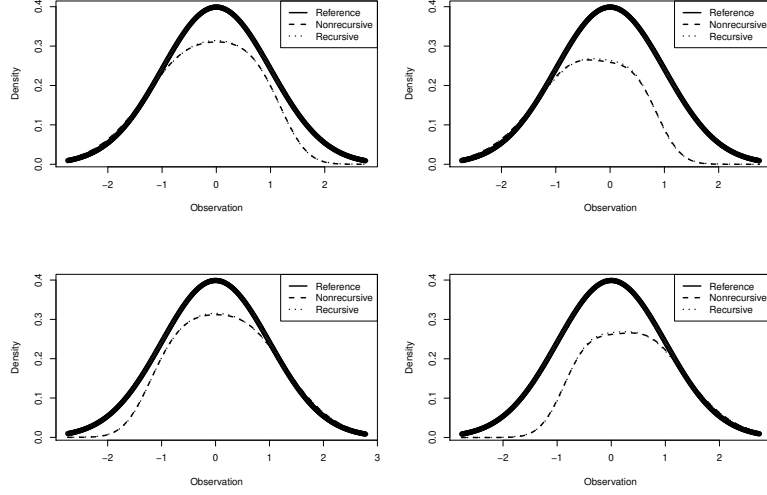 0.4
0.3
0.2
0.1
0.0
Density
−2 −1 0 1 2
Observation
Reference
Nonrecursive
Recursive
0.4
0.3
0.2
0.1
0.0
Density
−2 −1 0 1 2
Observation
Reference
Nonrecursive
Recursive
0.4
0.3
0.2
0.1
0.0
Density
−2 −1 0 1 2 3
Observation
Reference
Nonrecursive
Recursive
0.4
0.3
0.2
0.1
0.0
Density
−2 −1 0 1 2
Observation
Reference
Nonrecursive
Recursive